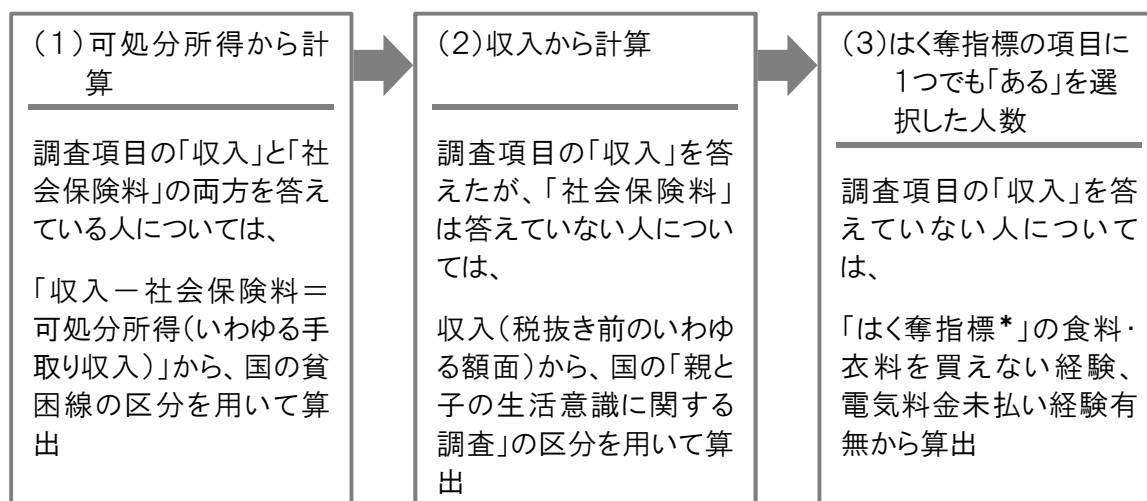 (1)可処分所得から計
算
調査項目の「収入」と「社
会保険料」の両方を答え
ている人については、
「収入－社会保険料＝
可処分所得(いわゆる手
取り収入)」から、国の貧
困線の区分を用いて算
出
(2)収入から計算
調査項目の「収入」を答
えたが、「社会保険料」
は答えていない人につい
ては、
収入(税抜き前のいわゆ
る額面)から、国の「親と
子の生活意識に関する
調査」の区分を用いて算
出
(3)はく奪指標の項目に
1つでも「ある」を選
択した人数
調査項目の「収入」を答
えていない人について
は、
「はく奪指標*」の食料・
衣料を買えない経験、
電気料金未払い経験有
無から算出